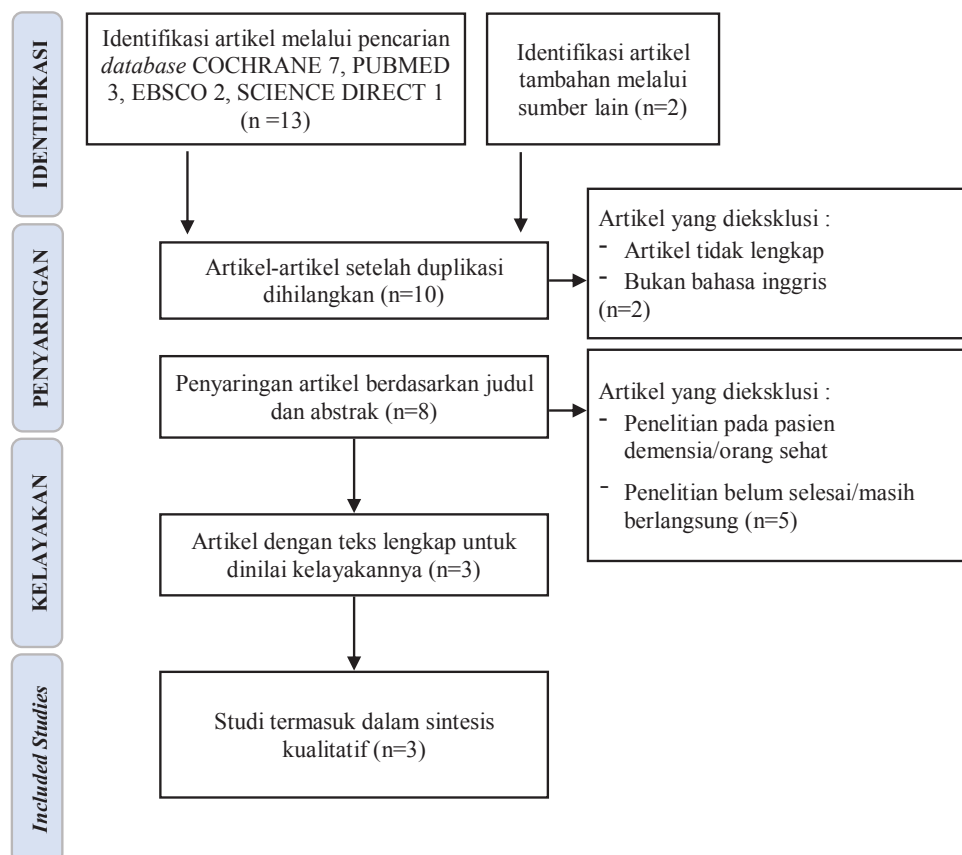 IDENTIFIKASI
Identifikasi artikel melalui pencarian
database COCHRANE 7, PUBMED
3, EBSCO 2, SCIENCE DIRECT 1
(n =13)
Identifikasi artikel
tambahan melalui
sumber lain (n=2)
PENYARINGAN
Artikel-artikel setelah duplikasi
dihilangkan (n=10)
Artikel yang dieksklusi :
- Artikel tidak lengkap
- Bukan bahasa inggris
(n=2)
Penyaringan artikel berdasarkan judul
dan abstrak (n=8)
Artikel yang dieksklusi :
- Penelitian pada pasien
demensia/orang sehat
- Penelitian belum selesai/masih
berlangsung (n=5)
KELAYAKAN
Artikel dengan teks lengkap untuk
dinilai kelayakannya (n=3)
Included Studies
Studi termasuk dalam sintesis
kualitatif (n=3)